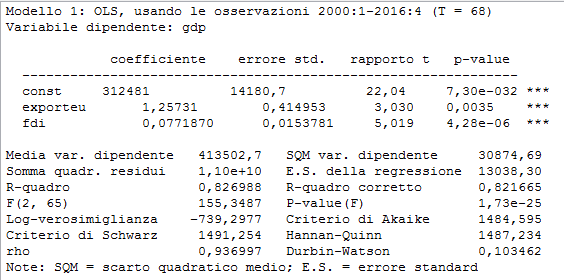 Modello 1: OLS, usando le osservazioni 2000:1-2016:4 (T = 68)
Variabile dipendente: gdp
coefficiente errore std. rapporto t p-value
-----------------------------------------------------------------
const 312481 14180,7 22,04 7,30e-032 ***
exporteu 1,25731 0,414953 3,030 0,0035 ***
fdi 0,0771870 0,0153781 5,019 4,28e-06 ***
Media var. dipendente 413502,7 SQM var. dipendente 30874,69
Somma quadr. residui 1,10e+10 E.S. della regressione 13038,30
R-quadro 0,826988 R-quadro corretto 0,821665
F(2, 65) 155,3487 P-value(F) 1,73e-25
Log-verosimiglianza -739,2977 Criterio di Akaike 1484,595
Criterio di Schwarz 1491,254 Hannan-Quinn 1487,234
rho 0,936997 Durbin-Watson 0,103462
Note: SQM = scarto quadratico medio; E.S. = errore standard